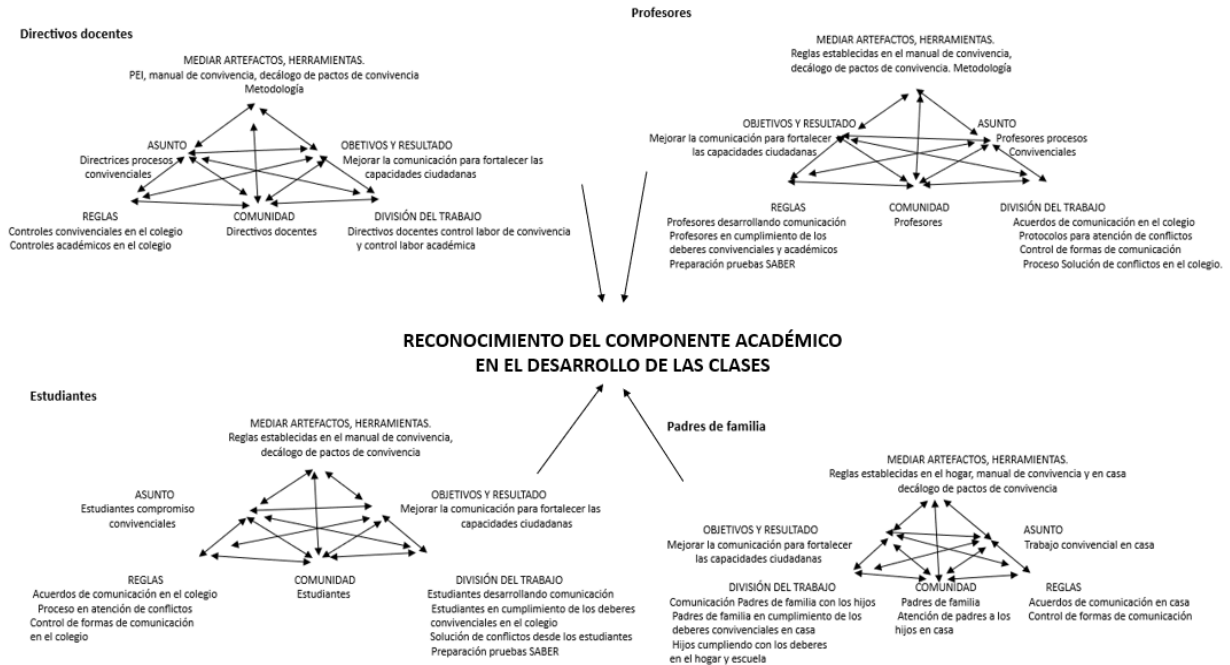 Directivos docentes
MEDIAR ARTEFACTOS, HERRAMIENTAS.
PEI, manual de convivencia, decálogo de pactos de convivencia
Metodología
ASUNTO
Directrices procesos
convivenciales
OBETIVOS Y RESULTADO
Mejorar la comunicación para fortalecer las
capacidades ciudadanas
REGLAS
Controles convivenciales en el colegio
Controles académicos en el colegio
COMUNIDAD
Directivos docentes
DIVISIÓN DEL TRABAJO
Directivos docentes control labor de convivencia
y control labor académica
Profesores
MEDIAR ARTEFACTOS, HERRAMIENTAS.
Reglas establecidas en el manual de convivencia,
decálogo de pactos de convivencia. Metodología
OBJETIVOS Y RESULTADO
Mejorar la comunicación para fortalecer
las capacidades ciudadanas
ASUNTO
Profesores procesos
Convivenciales
REGLAS
Profesores desarrollando comunicación
Profesores en cumplimiento de los
deberes convivenciales y académicos
Preparación pruebas SABER
COMUNIDAD
Profesores
DIVISIÓN DEL TRABAJO
Acuerdos de comunicación en el colegio
Protocolos para atención de conflictos
Control de formas de comunicación
Proceso Solución de conflictos en el colegio.
RECONOCIMIENTO DEL COMPONENTE ACADÉMICO
EN EL DESARROLLO DE LAS CLASES
Estudiantes
MEDIAR ARTEFACTOS, HERRAMIENTAS.
Reglas establecidas en el manual de convivencia,
decálogo de pactos de convivencia
ASUNTO
Estudiantes compromiso
convivenciales
OBJETIVOS Y RESULTADO
Mejorar la comunicación para fortalecer las
capacidades ciudadanas
REGLAS
Acuerdos de comunicación en el colegio
Proceso en atención de conflictos
Control de formas de comunicación
en el colegio
COMUNIDAD
Estudiantes
DIVISIÓN DEL TRABAJO
Estudiantes desarrollando comunicación
Estudiantes en cumplimiento de los deberes
convivenciales en el colegio
Solución de conflictos desde los estudiantes
Preparación pruebas SABER
Padres de familia
MEDIAR ARTEFACTOS, HERRAMIENTAS.
Reglas establecidas en el hogar, manual de convivencia y en casa
decálogo de pactos de convivencia
OBJETIVOS Y RESULTADO
Mejorar la comunicación para fortalecer
las capacidades ciudadanas
ASUNTO
Trabajo convivencial en casa
DIVISIÓN DEL TRABAJO
Comunicación Padres de familia con los hijos
Padres de familia en cumplimiento de los
deberes convivenciales en casa
Hijos cumpliendo con los deberes
en el hogar y escuela
COMUNIDAD
Padres de familia
Atención de padres a los
hijos en casa
REGLAS
Acuerdos de comunicación en casa
Control de formas de comunicación